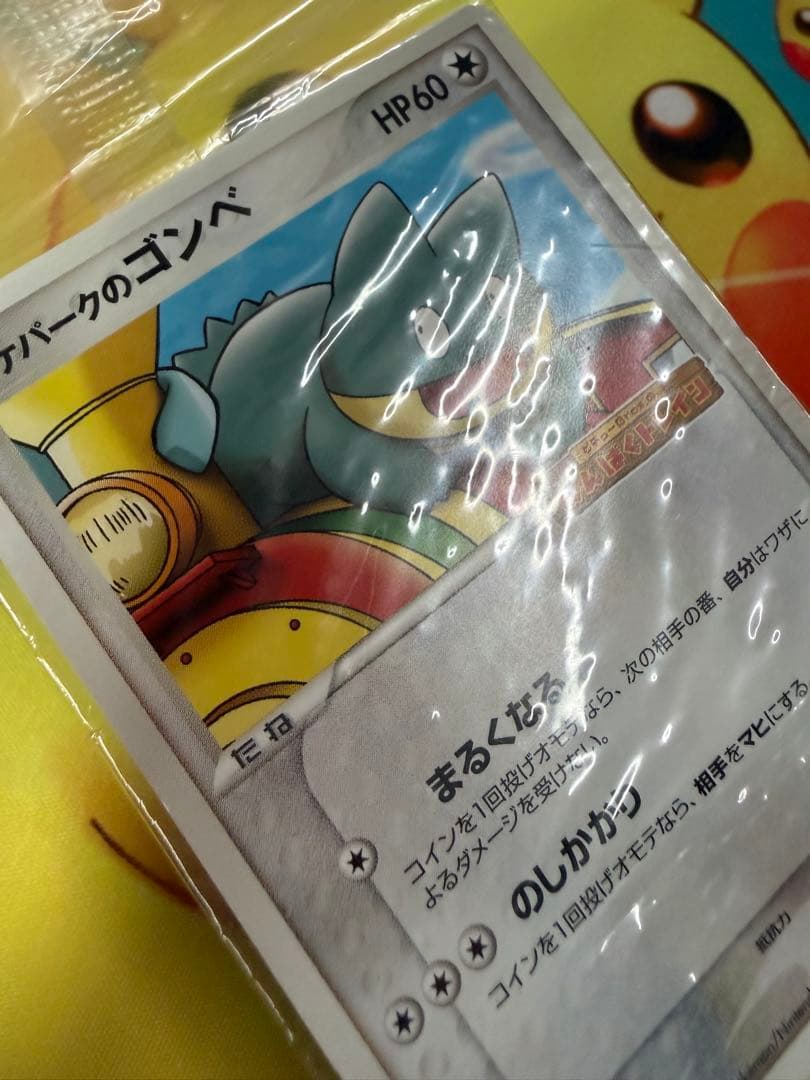 HP60
ケパークのゴンベ
たね
まるくなる
コインを1回投げオモテなら、次の相手の番、自分はワザに
よるダメージを受けない。
のしかかり
コインを1回投げオモテなら、相手をマヒにする
抵抗力